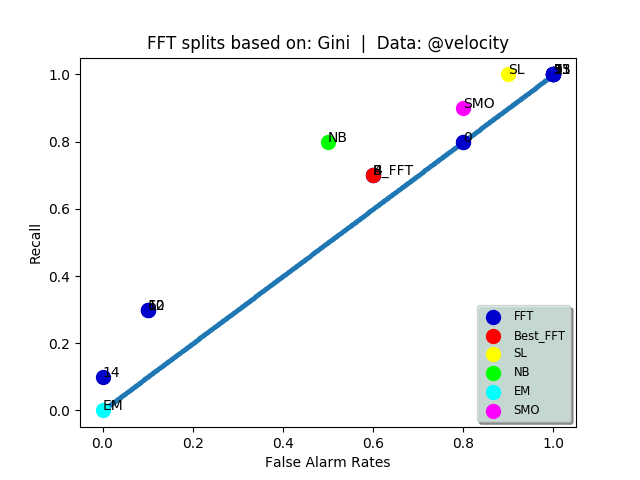 FFT splits based on: Gini | Data: @velocity
1.0
0.8
0.6
0.4
0.2
0.0
Recall
SL
SMO
NB
_FFT
14
EM
0.0
0.2
0.4
0.6
0.8
1.0
False Alarm Rates
FFT
Best_FFT
SL
NB
EM
SMO